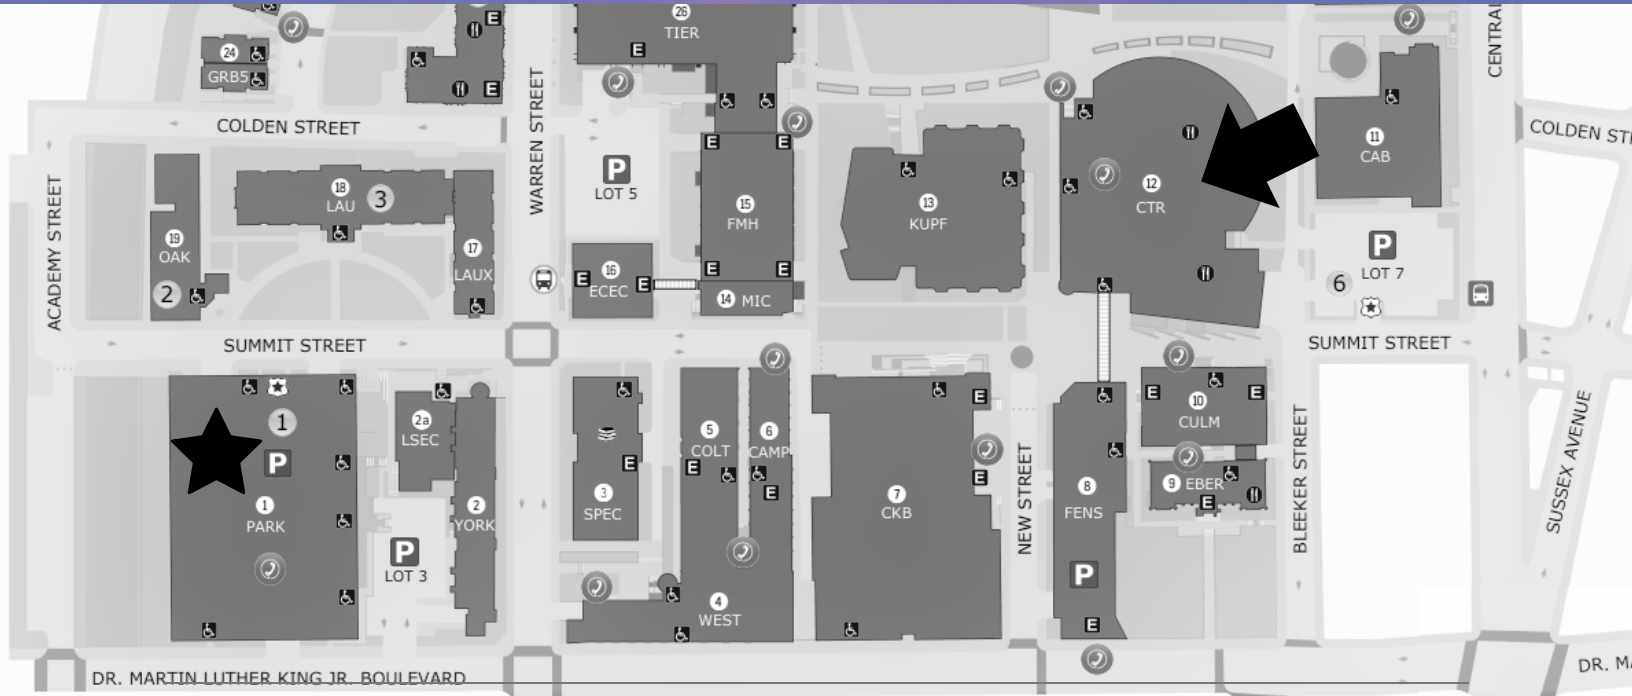 26
TIER
E
E
24
GRB5
E
CENTRAL
COLDEN STREET
WARREN STREET
P
LOT 5
E
E
11
CAB
COLDEN ST
ACADEMY STREET
18
LAU
3
15
FMH
13
KUPF
12
CTR
19
OAK
2
17
LAUX
16
ECEC
E
E
E
E
14 MIC
P
LOT 7
6
SUMMIT STREET
SUMMIT STREET
1
P
1
PARK
2a
LSEC
2
YORK
P
LOT 3
3
SPEC
E
5
COLT
E
6
CAMP
E
4
WEST
7
CKB
E
E
NEW STREET
8
FENS
P
E
E
E
10
CULM
9 EBER
E
BLEEKER STREET
SUSSEX AVENUE
DR. MARTIN LUTHER KING JR. BOULEVARD
DR. MA